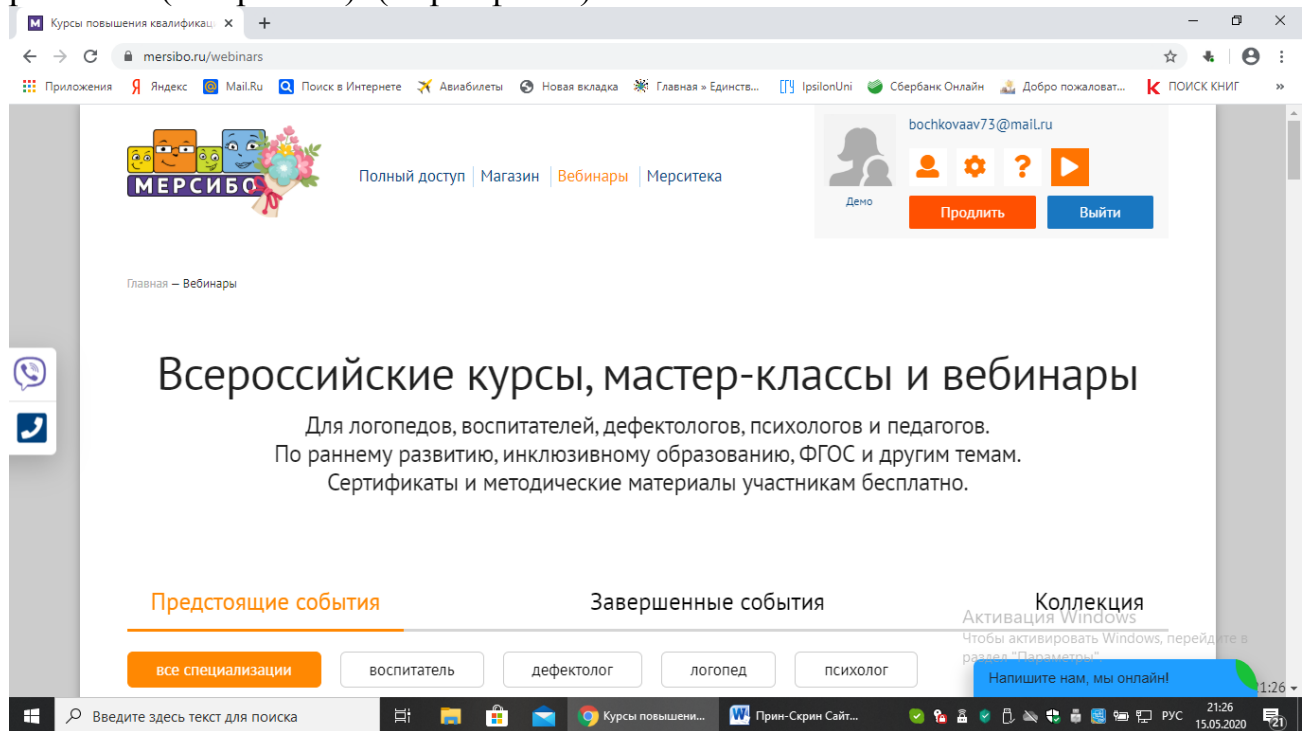 Курсы повышения квалификац
mersibo.ru/webinars
Приложения Яндекс Mail.Ru Поиск в Интернете Авиабилеты Новая вкладка Главная » Единств... IpsilonUni Сбербанк Онлайн Добро пожаловат... ПОИСК КНИГ »
МЕРСИБО
Полный доступ Магазин Вебинары Мерситека
bochkovaav73@mail.ru
Демо
Продлить Выйти
Главная – Вебинары
Всероссийские курсы, мастер-классы и вебинары
Для логопедов, воспитателей, дефектологов, психологов и педагогов.
По раннему развитию, инклюзивному образованию, ФГОС и другим темам.
Сертификаты и методические материалы участникам бесплатно.
Предстоящие события Завершенные события Коллекция
Активация Windows
Чтобы активировать Windows, перейдите в
раздел "Параметры".
все специализации воспитатель дефектолог логопед психолог
Напишите нам, мы онлайн!
Введите здесь текст для поиска
Курсы повышени...
Прин-Скрин Сайт...
РУС
21:26
15.05.2020
21